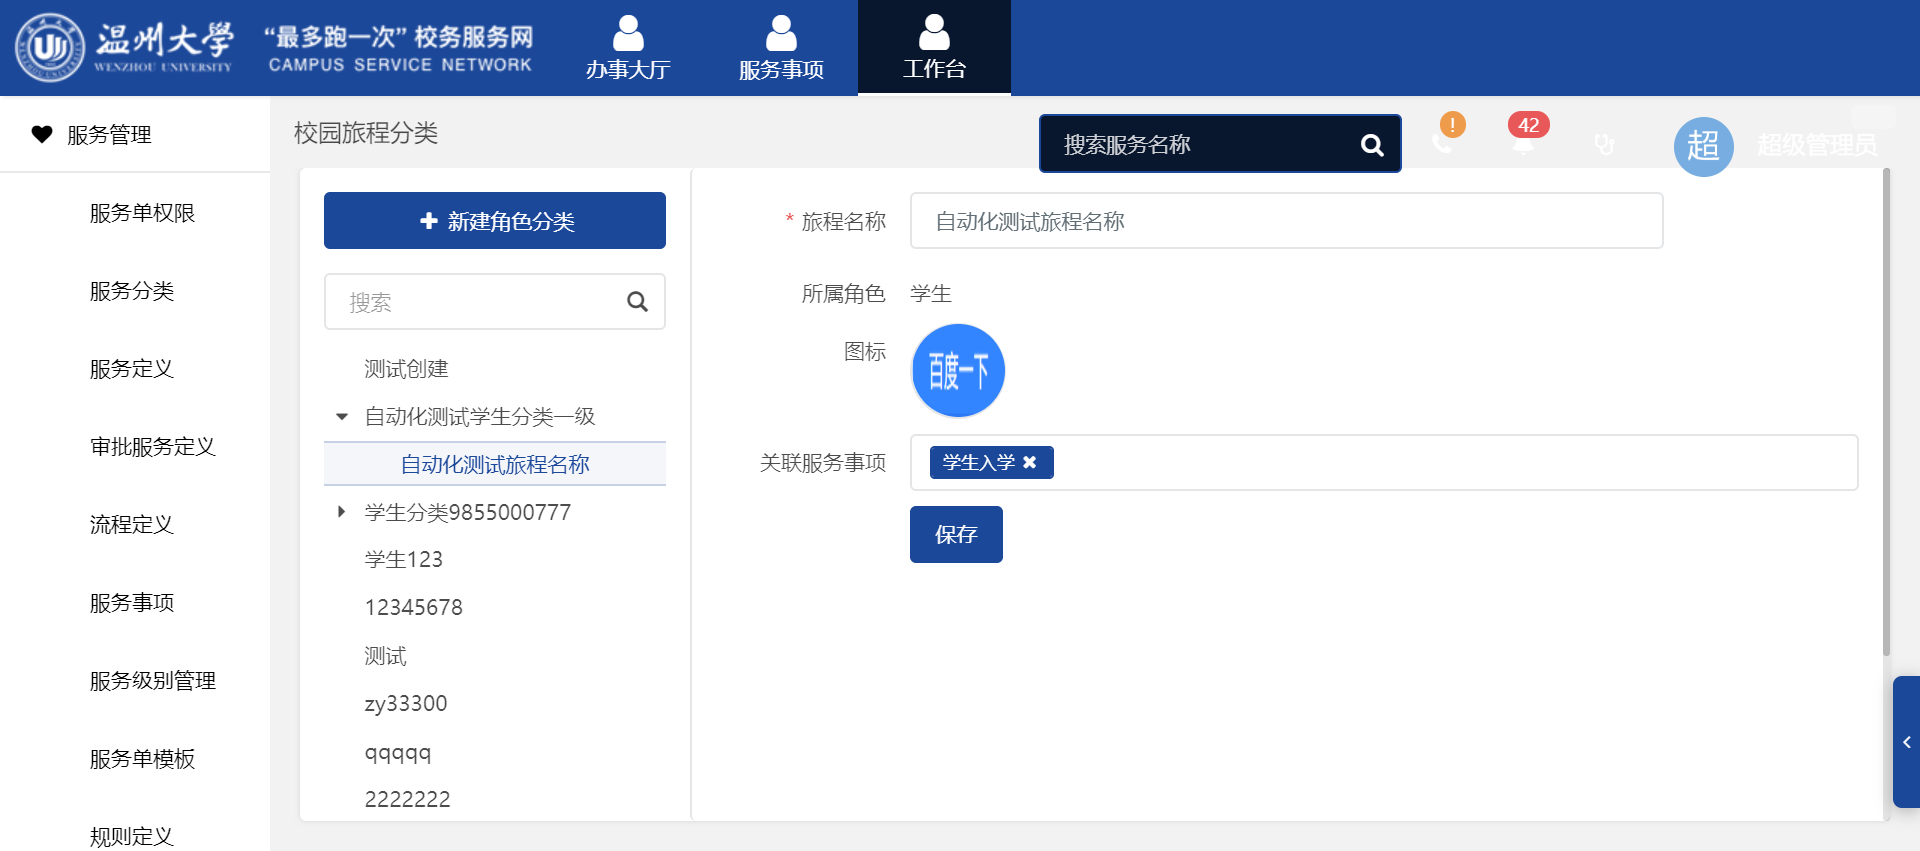 温州大学
WENZHOU UNIVERSITY
“最多跑一次” 校务服务网
CAMPUS SERVICE NETWORK
办事大厅
服务事项
工作台
服务管理
服务单权限
服务分类
服务定义
审批服务定义
流程定义
服务事项
服务级别管理
服务单模板
规则定义
校园旅程分类
搜索服务名称
!
42
超
超级管理员
新建角色分类
搜索
测试创建
自动化测试学生分类一级
自动化测试旅程名称
学生分类9855000777
学生123
12345678
测试
zy33300
qqqqq
2222222
* 旅程名称
自动化测试旅程名称
所属角色
学生
图标
百度一下
关联服务事项
学生入学
保存